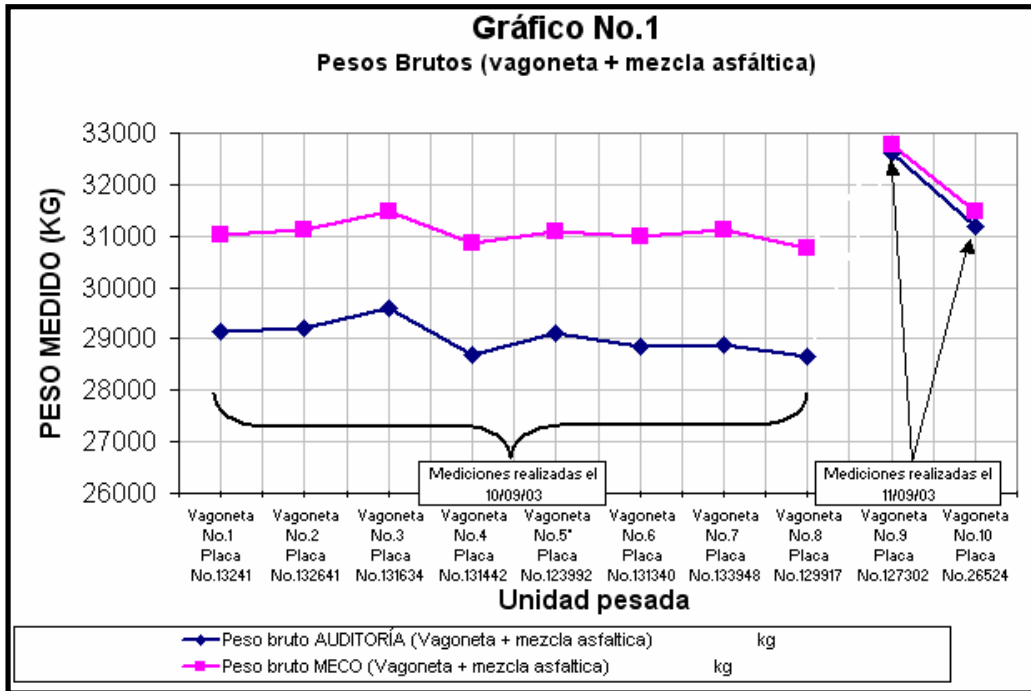 Gráfico No.1
Pesos Brutos (vagoneta + mezcla asfáltica)
PESO MEDIDO (KG)
33000
32000
31000
30000
29000
28000
27000
26000
Mediciones realizadas el
10/09/03
Mediciones realizadas el
11/09/03
Vagoneta
No.1
Placa
No.13241
Vagoneta
No.2
Placa
No.132641
Vagoneta
No.3
Placa
No.131634
Vagoneta
No.4
Placa
No.131442
Vagoneta
No.5*
Placa
No.123992
Vagoneta
No.6
Placa
No.131340
Vagoneta
No.7
Placa
No.133948
Vagoneta
No.8
Placa
No.129917
Vagoneta
No.9
Placa
No.127302
Vagoneta
No.10
Placa
No.26524
Unidad pesada
Peso bruto AUDITORÍA (Vagoneta + mezcla asfaltica) kg
Peso bruto MECO (Vagoneta + mezcla asfaltica) kg